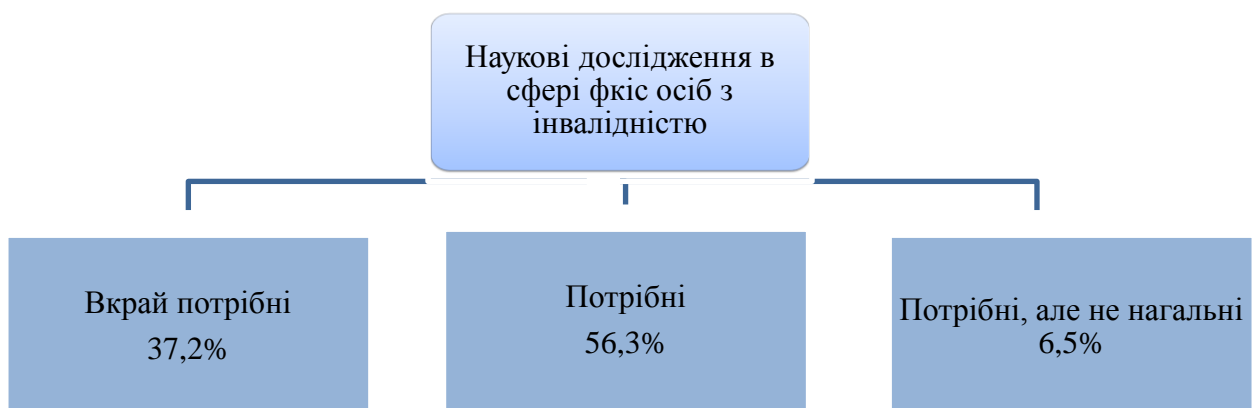 Наукові дослідження в
сфері фкіс осіб з
інвалідністю
Вкрай потрібні
37,2%
Потрібні
56,3%
Потрібні, але не нагальні
6,5%